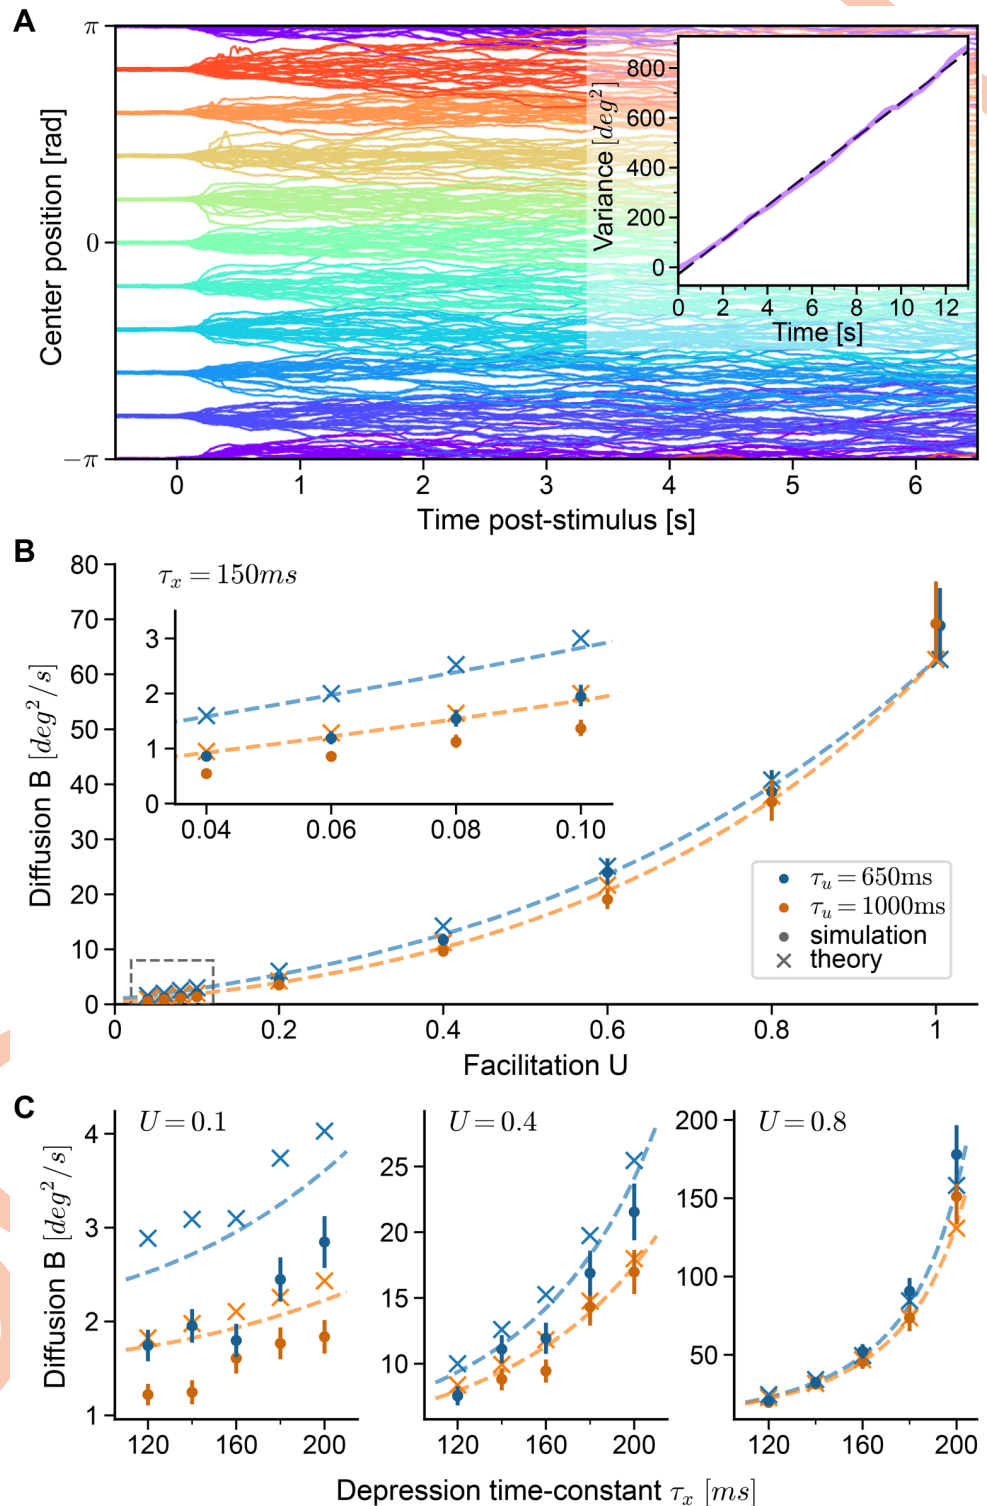 A
π
0
−π
Center position [rad]
0 1 2 3 4 5 6
Time post-stimulus [s]
Variance [deg²]
800
600
400
200
0
0 2 4 6 8 10 12
Time [s]
B
80
70
60
50
40
30
20
10
0
Diffusion B [deg²/s]
τₓ = 150ms
3
2
1
0
0.04 0.06 0.08 0.10
τᵤ = 650ms
τᵤ = 1000ms
simulation
theory
0 0.2 0.4 0.6 0.8 1
Facilitation U
C
Diffusion B [deg²/s]
U = 0.1
4
3
2
1
120 160 200
U = 0.4
25
20
15
10
120 160 200
U = 0.8
200
150
100
50
120 160 200
Depression time-constant τₓ [ms]